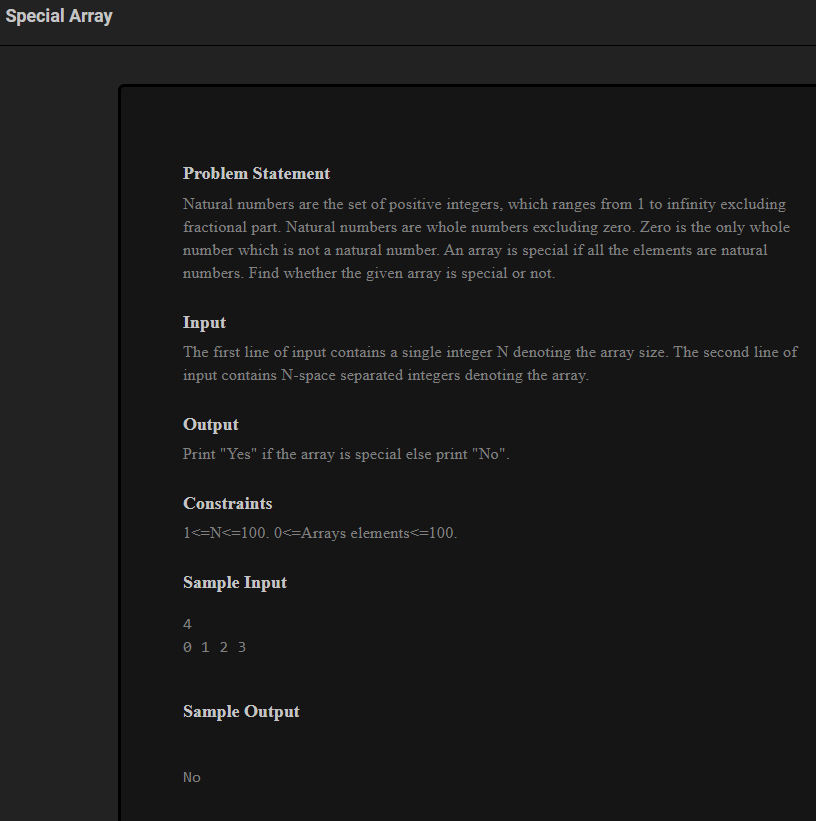 Special Array
Problem Statement
Natural numbers are the set of positive integers, which ranges from 1 to infinity excluding
fractional part. Natural numbers are whole numbers excluding zero. Zero is the only whole
number which is not a natural number. An array is special if all the elements are natural
numbers. Find whether the given array is special or not.
Input
The first line of input contains a single integer N denoting the array size. The second line of
input contains N-space separated integers denoting the array.
Output
Print "Yes" if the array is special else print "No".
Constraints
1<=N<=100. 0<=Arrays elements<=100.
Sample Input
4
0 1 2 3
Sample Output
No